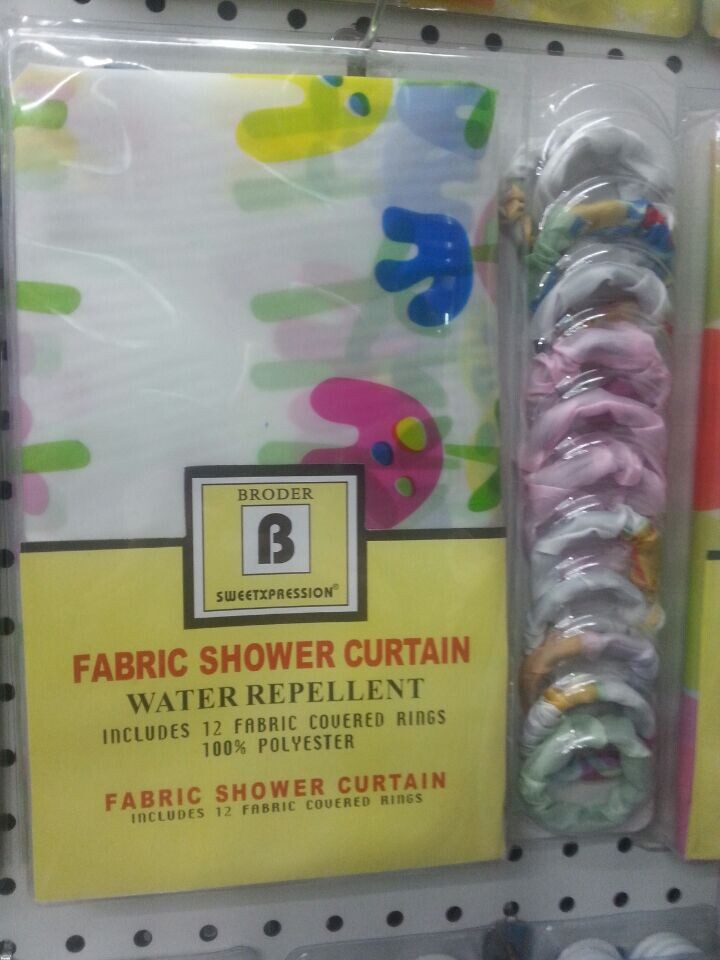 BRODER
B
SWEETXPRESSION®
FABRIC SHOWER CURTAIN
WATER REPELLENT
INCLUDES 12 FABRIC COVERED RINGS
100% POLYESTER
FABRIC SHOWER CURTAIN
INCLUDES 12 FABRIC COVERED RINGS